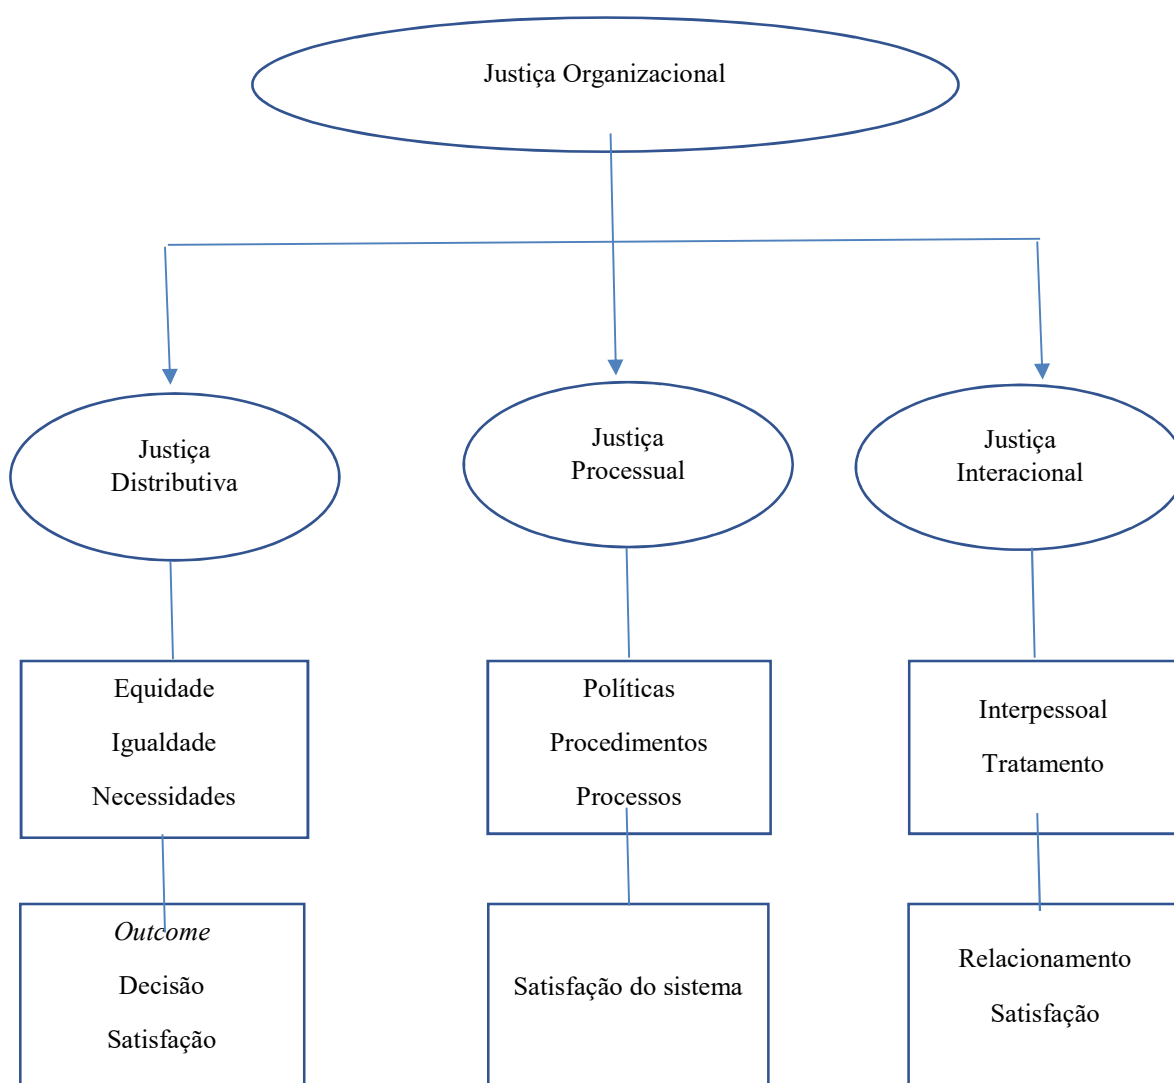 Justiça Organizacional
Justiça
Distributiva
Justiça
Processual
Justiça
Interacional
Equidade
Igualdade
Necessidades
Políticas
Procedimentos
Processos
Interpessoal
Tratamento
Outcome
Decisão
Satisfação
Satisfação do sistema
Relacionamento
Satisfação